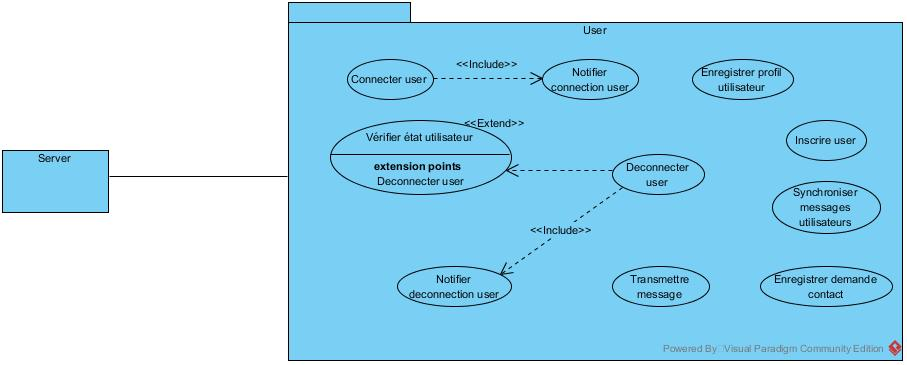 User
<<Include>>
Connecter user
Notifier
connection user
Enregistrer profil
utilisateur
<<Extend>>
Vérifier état utilisateur
extension points
Deconnecter user
Inscrire user
Server
Deconnecter
user
Synchroniser
messages
utilisateurs
<<Include>>
Notifier
deconnection user
Transmettre
message
Enregistrer demande
contact
Powered By Visual Paradigm Community Edition